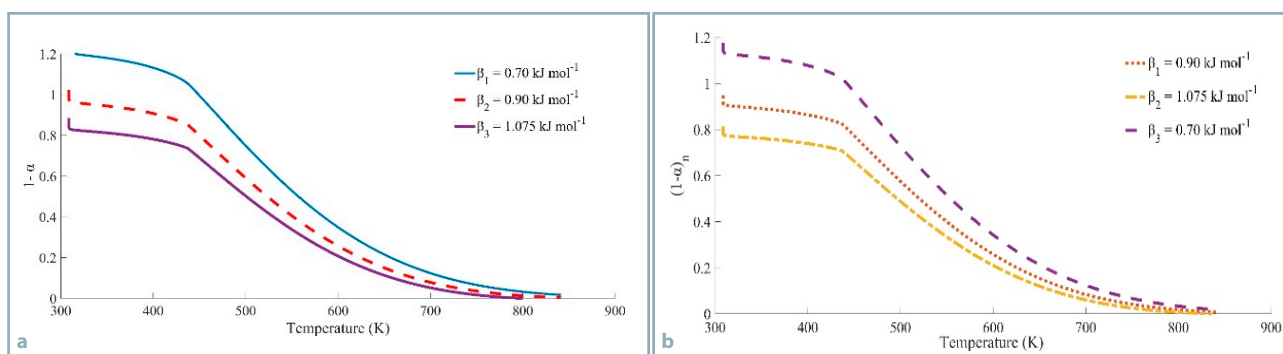 1.2
1
0.8
0.6
0.4
0.2
0
1-α
300 400 500 600 700 800 900
Temperature (K)
β₁ = 0.70 kJ mol⁻¹
β₂ = 0.90 kJ mol⁻¹
β₃ = 1.075 kJ mol⁻¹
a
1.2
1
0.8
0.6
0.4
0.2
0
(1-α)ₙ
300 400 500 600 700 800 900
Temperature (K)
β₁ = 0.90 kJ mol⁻¹
β₂ = 1.075 kJ mol⁻¹
β₃ = 0.70 kJ mol⁻¹
b